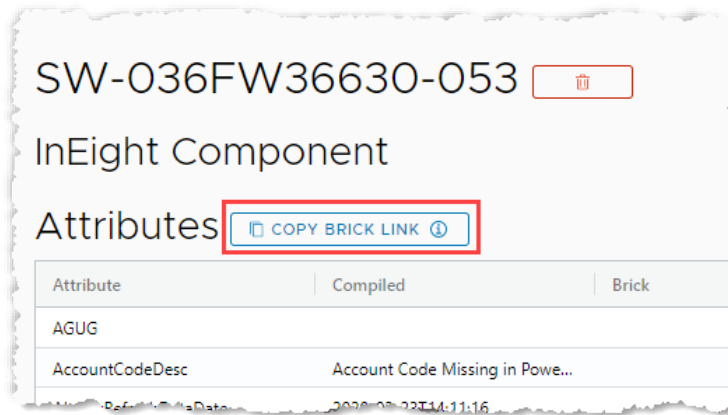 SW-036FW36630-053
InEight Component
Attributes COPY BRICK LINK
Attribute Compiled Brick
AGUG
AccountCodeDesc Account Code Missing in Powe...